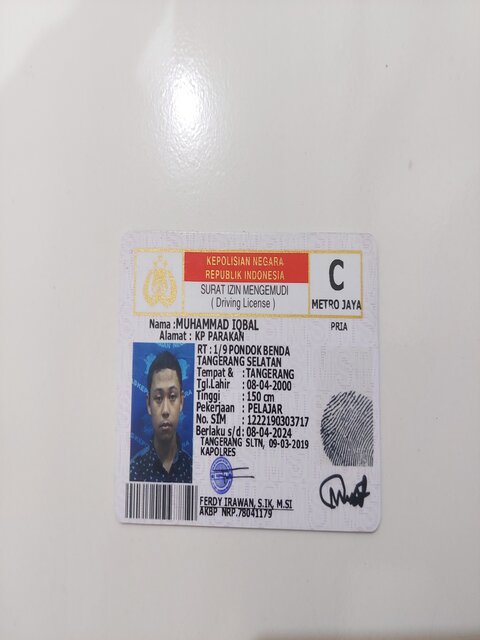 KEPOLISIAN NEGARA
REPUBLIK INDONESIA
SURAT IZIN MENGEMUDI
( Driving License )
C
METRO JAYA
PRIA
Nama :MUHAMMAD IQBAL
Alamat : KP PARAKAN
RT : 1/9 PONDOK BENDA
TANGERANG SELATAN
Tempat & :TANGERANG
Tgl.Lahir : 08-04-2000
Tinggi : 150 cm
Pekerjaan : PELAJAR
No. SIM : 1222190303717
Berlaku s/d : 08-04-2024
TANGERANG SLTN, 09-03-2019
KAPOLRES
FERDY IRAWAN, S.IK, M.SI
AKBP NRP.78041179